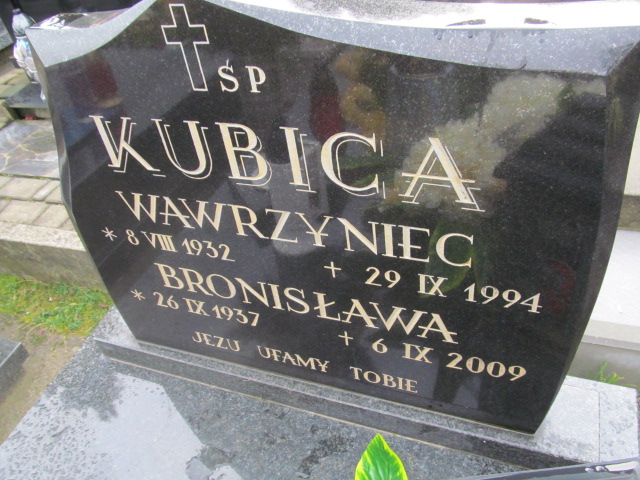 ŚP
KUBICA
WAWRZYNIEC
* 8 VIII 1932 + 29 IX 1994
BRONISŁAWA
* 26 IX 1937 + 6 IX 2009
JEZU UFAMY TOBIE